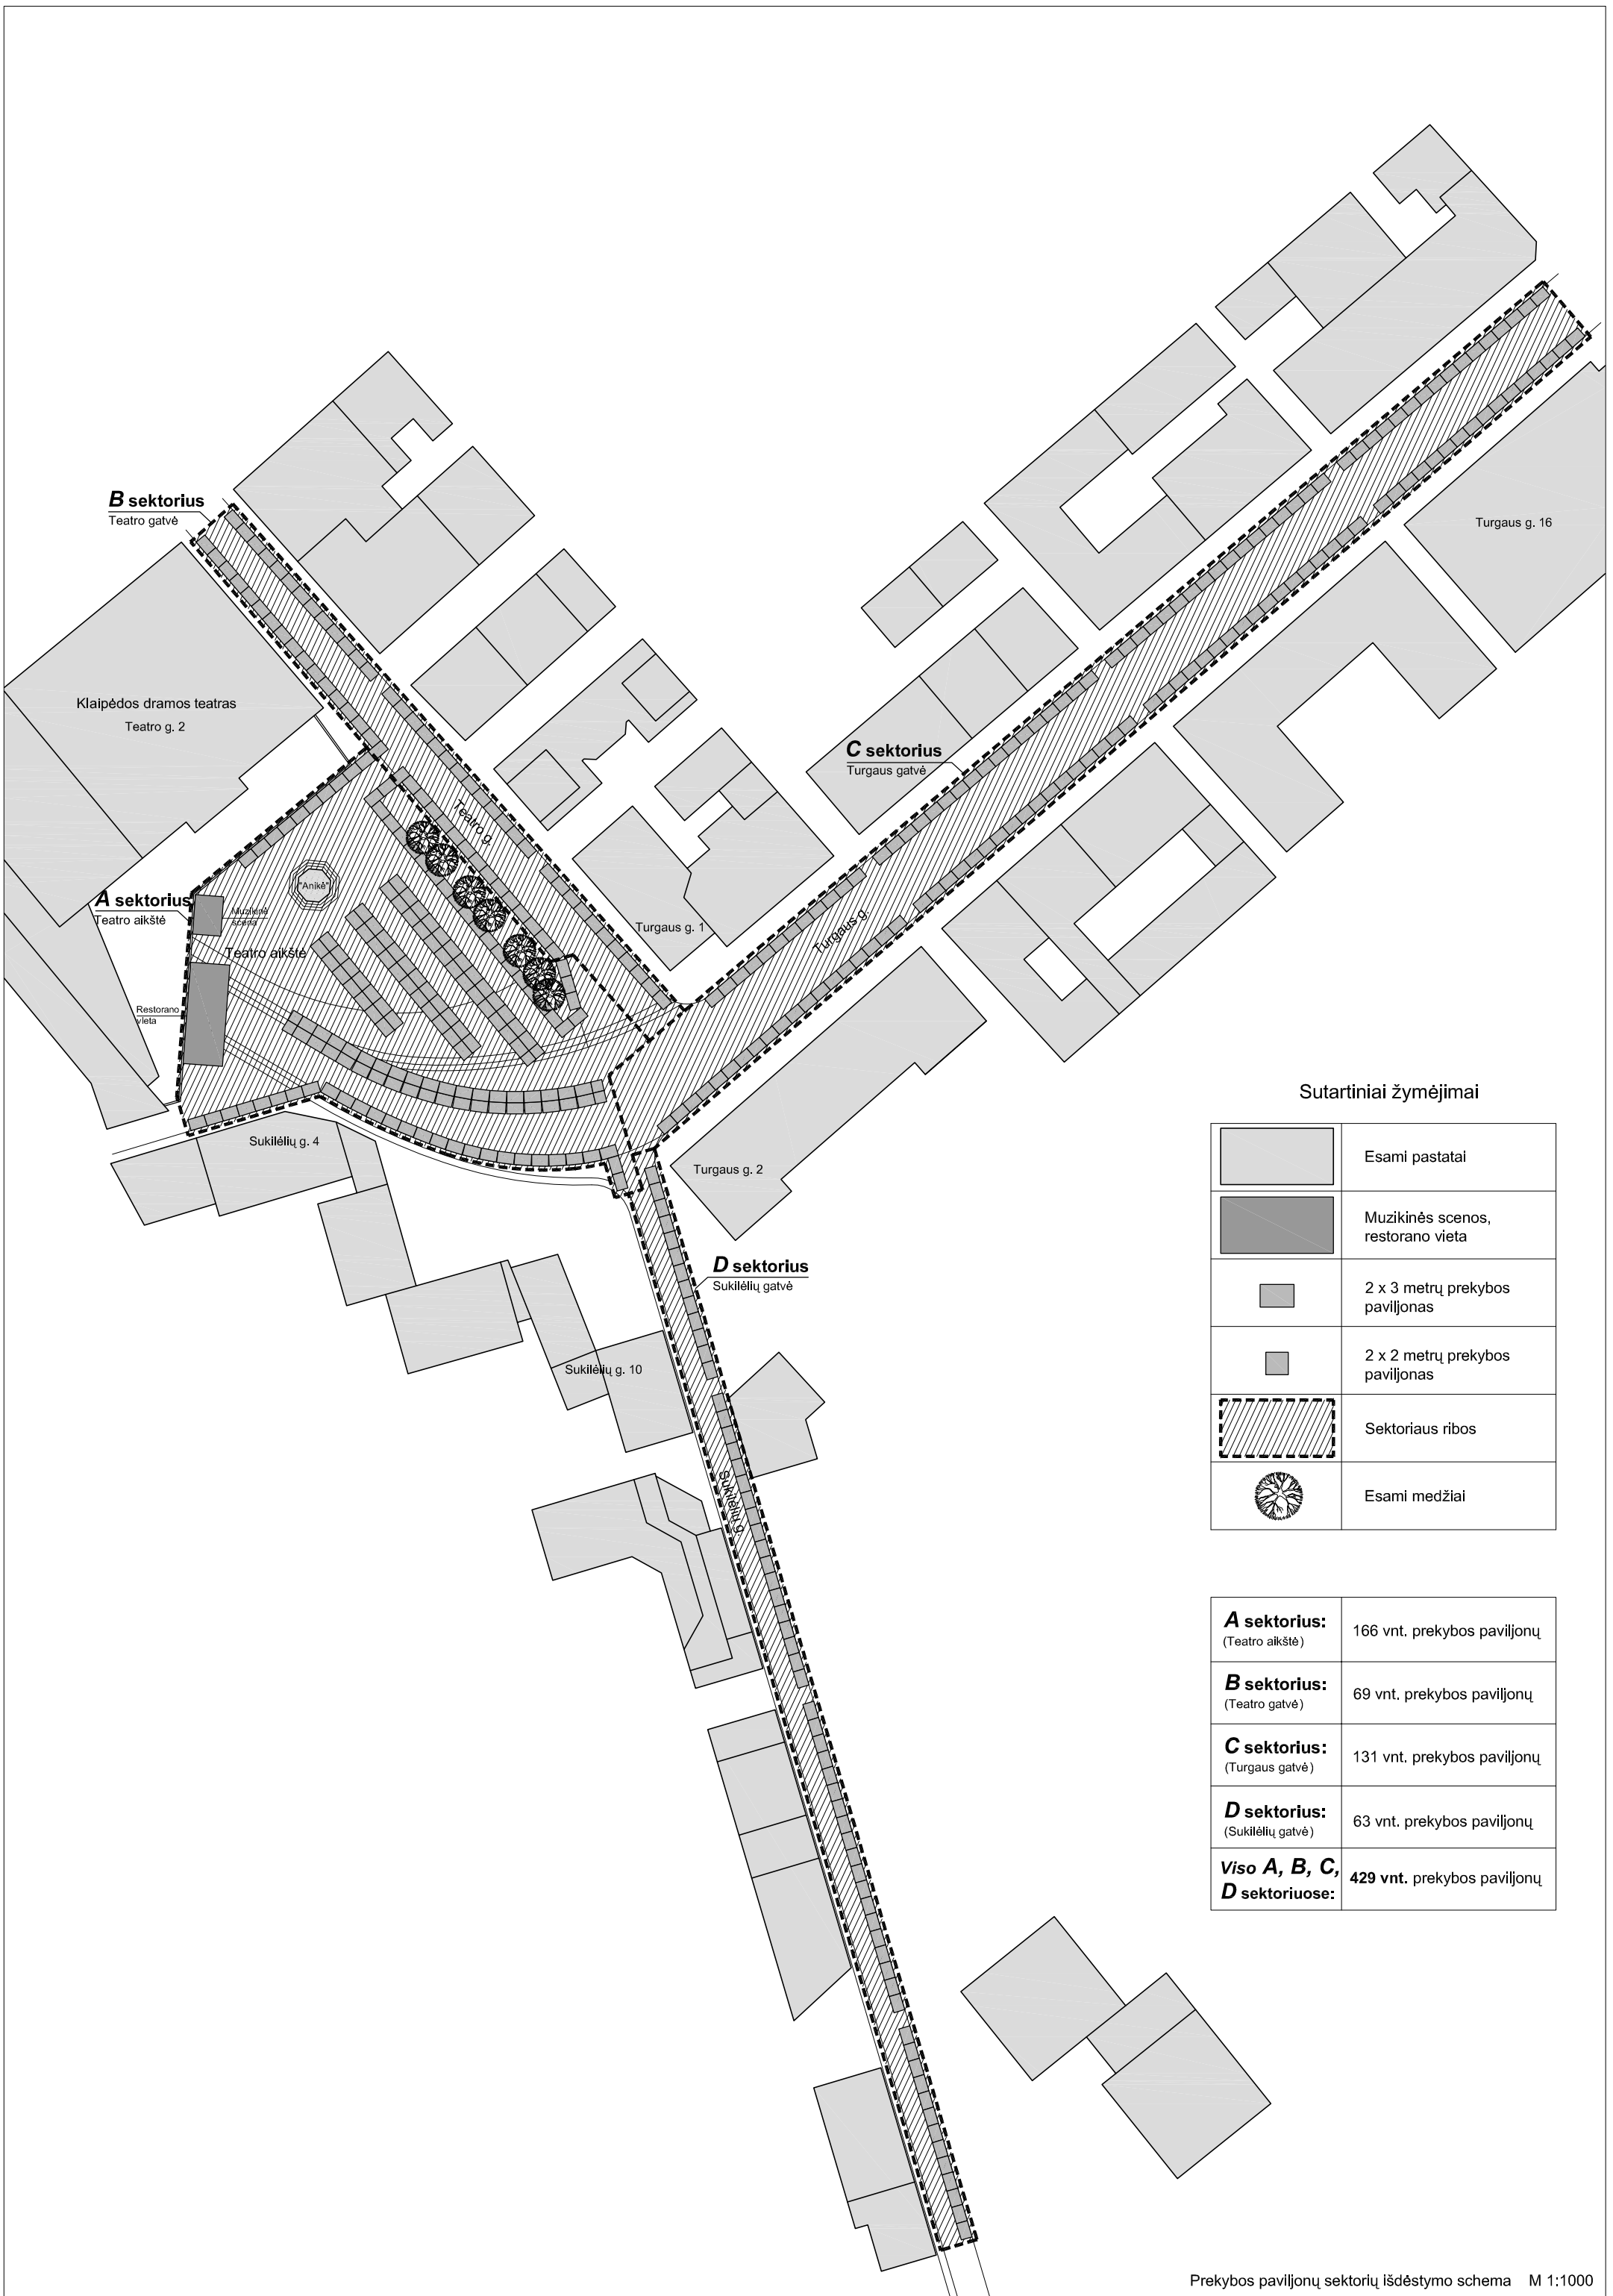 B sektorius
Teatro gatvė
Turgaus g. 16
Klaipėdos dramos teatras
Teatro g. 2
C sektorius
Turgaus gatvė
Teatro g.
"Anikė"
A sektorius
Teatro aikštė
Muzikinė
scena
Teatro aikštė
Turgaus g. 1
Turgaus g.
Restorano
vieta
Sukilėlių g. 4
Turgaus g. 2
D sektorius
Sukilėlių gatvė
Sukilėlių g. 10
Sukilėlių g.
Sutartiniai žymėjimai
Esami pastatai
Muzikinės scenos,
restorano vieta
2 x 3 metrų prekybos
paviljonas
2 x 2 metrų prekybos
paviljonas
Sektoriaus ribos
Esami medžiai
A sektorius:
(Teatro aikštė)
166 vnt. prekybos paviljonų
B sektorius:
(Teatro gatvė)
69 vnt. prekybos paviljonų
C sektorius:
(Turgaus gatvė)
131 vnt. prekybos paviljonų
D sektorius:
(Sukilėlių gatvė)
63 vnt. prekybos paviljonų
Viso A, B, C,
D sektoriuose:
429 vnt. prekybos paviljonų
Prekybos paviljonų sektorių išdėstymo schema M 1:1000